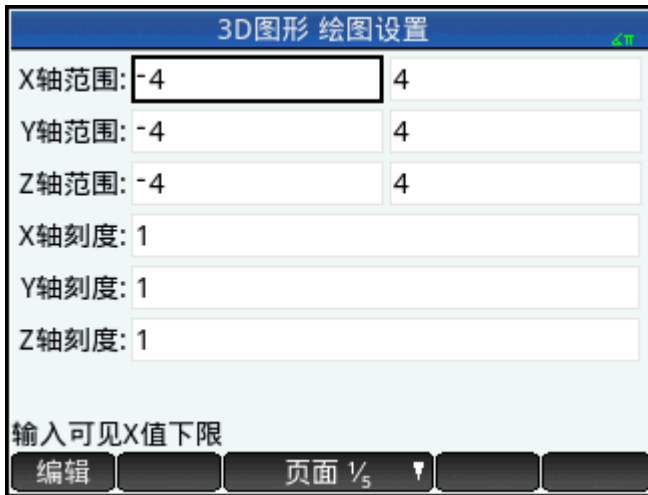 3D图形 绘图设置
∡π
X轴范围: -4 4
Y轴范围: -4 4
Z轴范围: -4 4
X轴刻度: 1
Y轴刻度: 1
Z轴刻度: 1
输入可见X值下限
编辑 页面 ⅕